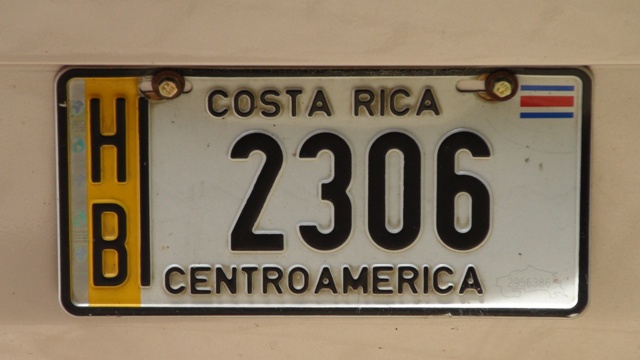 COSTA RICA
HB 2306
CENTROAMERICA